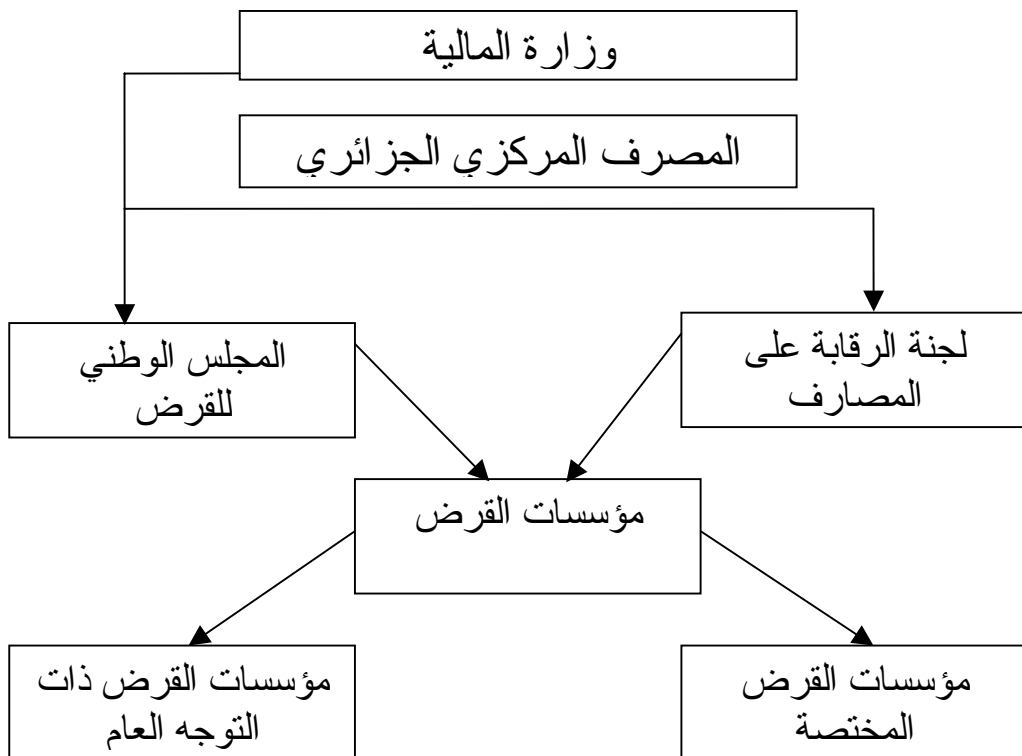 وزارة المالية
المصرف المركزي الجزائري
لجنة الرقابة على
المصارف
المجلس الوطني
للقرض
مؤسسات القرض
مؤسسات القرض
المختصة
مؤسسات القرض ذات
التوجه العام